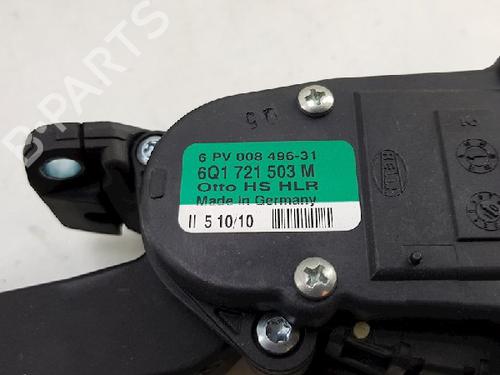 B-PARTS
6 PV 008 496-31
6Q1 721 503 M
Otto HS HLR
Made in Germany
II 5 10/10
HELLA